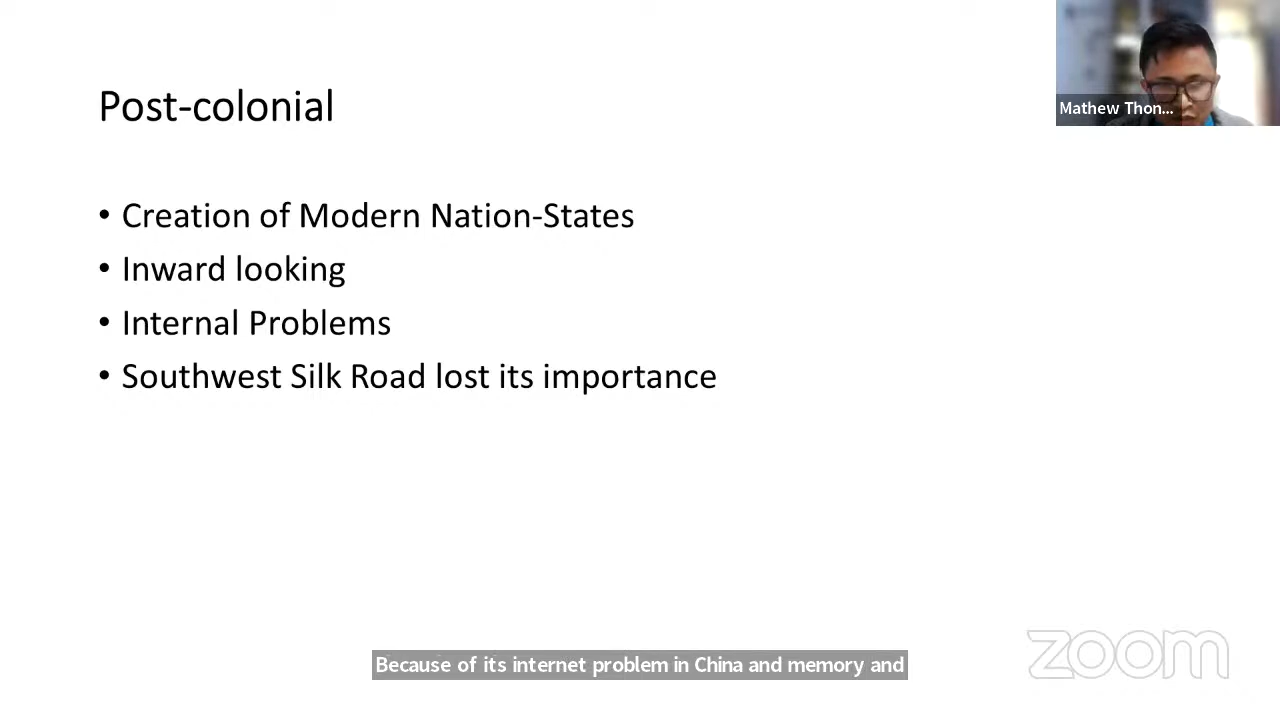 Post-colonial
Mathew Thon...
• Creation of Modern Nation-States
• Inward looking
• Internal Problems
• Southwest Silk Road lost its importance
Because of its internet problem in China and memory and
zoom